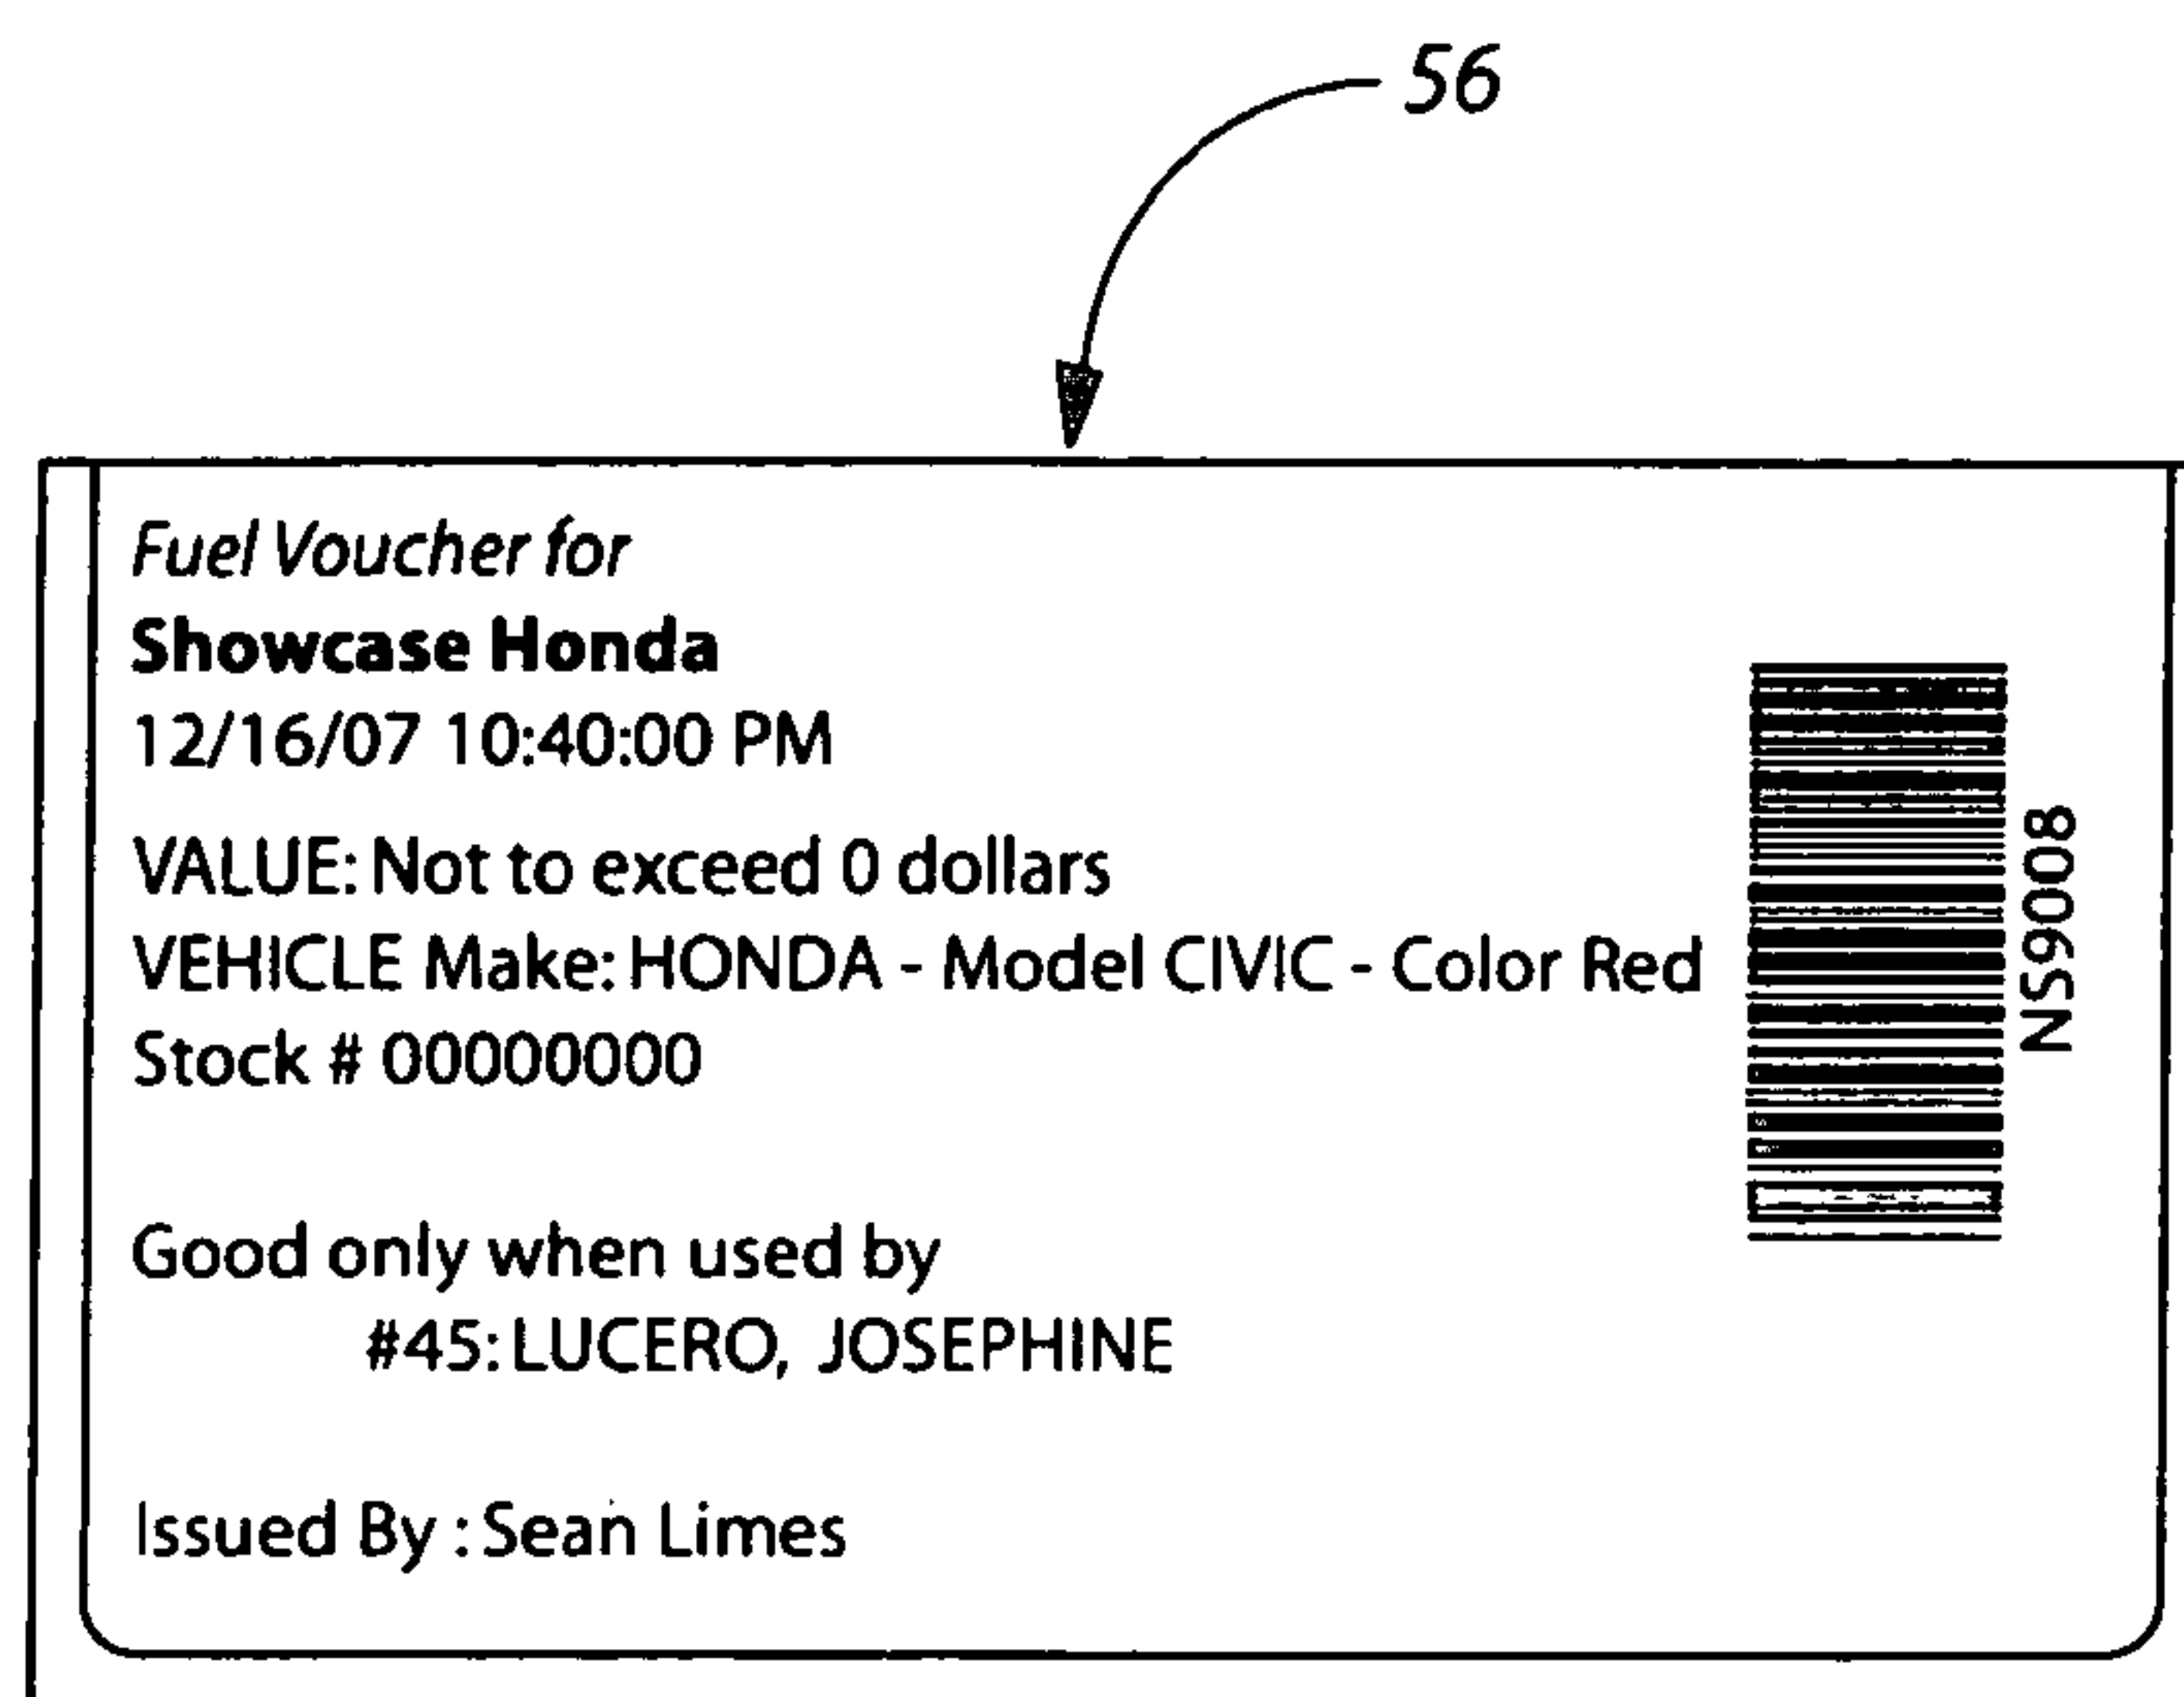 56
Fuel Voucher for
Showcase Honda
12/16/07 10:40:00 PM
VALUE: Not to exceed 0 dollars
VEHICLE Make: HONDA - Model CIVIC - Color Red
Stock # 00000000
Good only when used by
#45: LUCERO, JOSEPHINE
Issued By : Sean Limes
NS9008